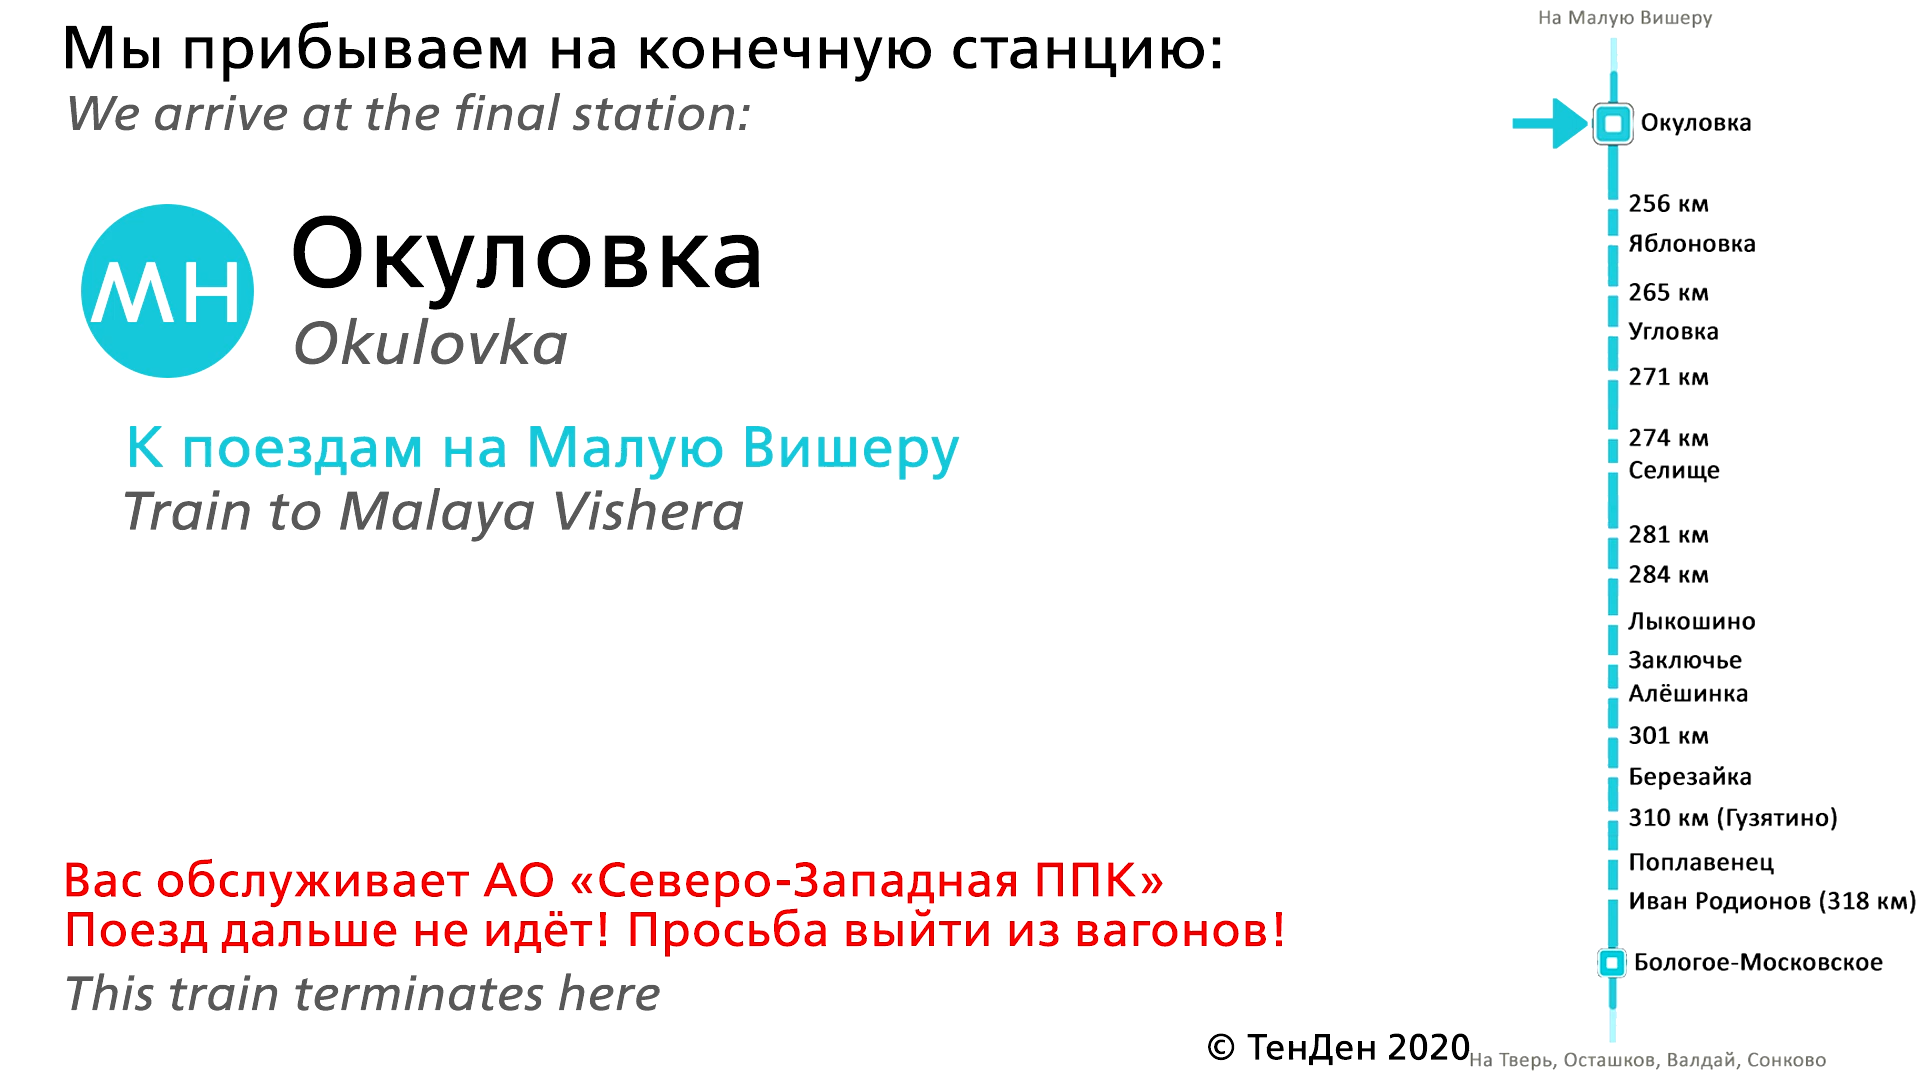 Мы прибываем на конечную станцию:
We arrive at the final station:
МН
Окуловка
Okulovka
К поездам на Малую Вишеру
Train to Malaya Vishera
Вас обслуживает АО «Северо-Западная ППК»
Поезд дальше не идёт! Просьба выйти из вагонов!
This train terminates here
© ТенДен 2020
На Малую Вишеру
Окуловка
256 км
Яблоновка
265 км
Угловка
271 км
274 км
Селище
281 км
284 км
Лыкошино
Заключье
Алёшинка
301 км
Березайка
310 км (Гузятино)
Поплавенец
Иван Родионов (318 км)
Бологое-Московское
На Тверь, Осташков, Валдай, Сонково